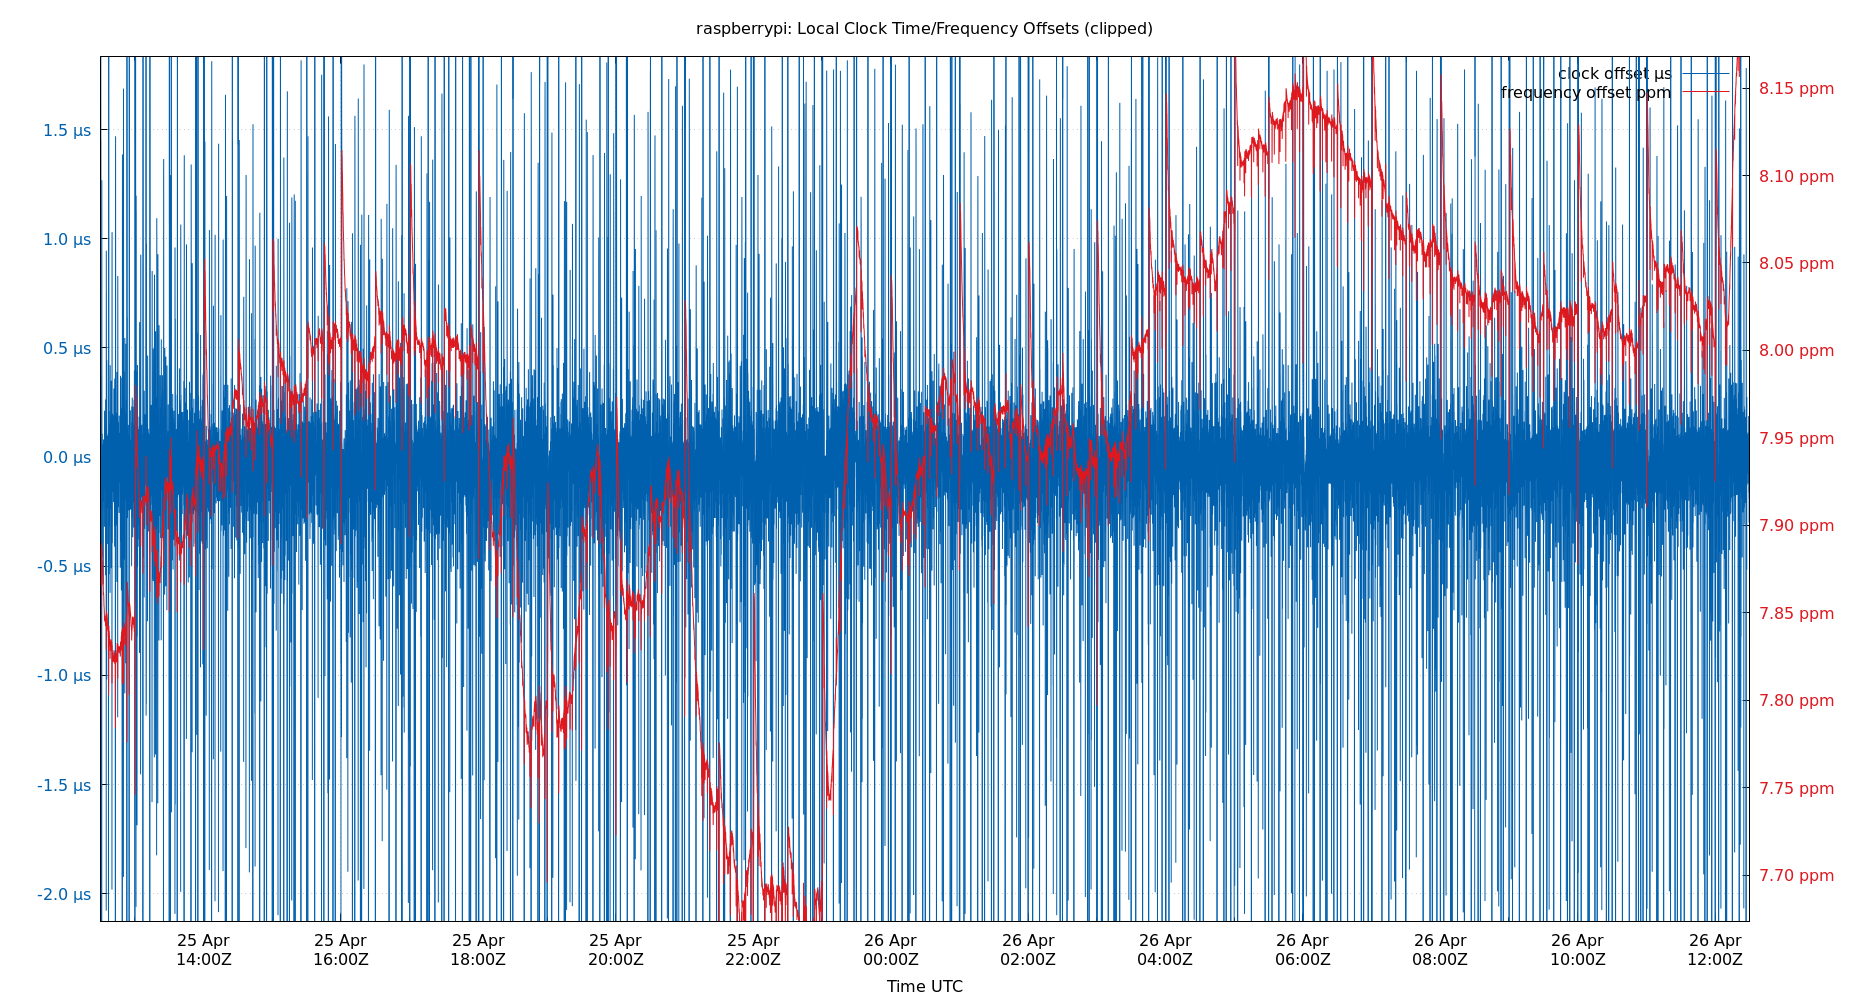 raspberrypi: Local Clock Time/Frequency Offsets (clipped)
clock offset µs
frequency offset ppm
1.5 µs
1.0 µs
0.5 µs
0.0 µs
-0.5 µs
-1.0 µs
-1.5 µs
-2.0 µs
8.15 ppm
8.10 ppm
8.05 ppm
8.00 ppm
7.95 ppm
7.90 ppm
7.85 ppm
7.80 ppm
7.75 ppm
7.70 ppm
25 Apr 25 Apr 25 Apr 25 Apr 25 Apr 26 Apr 26 Apr 26 Apr 26 Apr 26 Apr 26 Apr 26 Apr
14:00Z 16:00Z 18:00Z 20:00Z 22:00Z 00:00Z 02:00Z 04:00Z 06:00Z 08:00Z 10:00Z 12:00Z
Time UTC